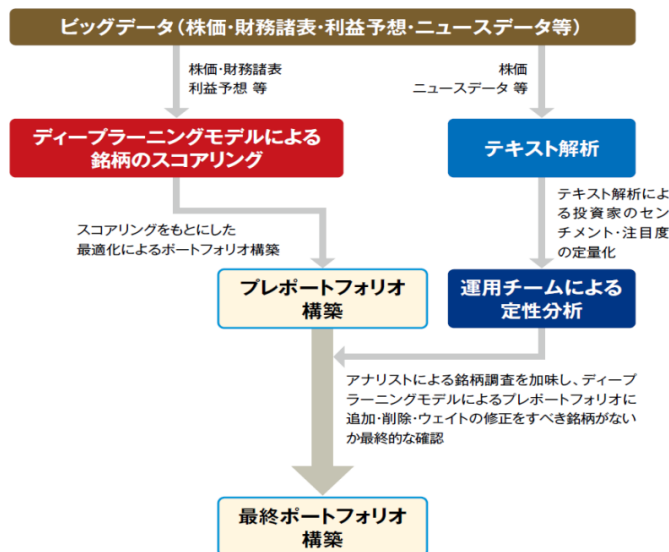 ビッグデータ（株価・財務諸表・利益予想・ニュースデータ等）
株価・財務諸表
利益予想 等
株価
ニュースデータ 等
ディープラーニングモデルによる
銘柄のスコアリング
テキスト解析
スコアリングをもとにした
最適化によるポートフォリオ構築
テキスト解析によ
る投資家のセン
チメント・注目度
の定量化
プレポートフォリオ
構築
運用チームによる
定性分析
アナリストによる銘柄調査を加味し、ディープ
ラーニングモデルによるプレポートフォリオに
追加・削除・ウェイトの修正をすべき銘柄がない
か最終的な確認
最終ポートフォリオ
構築